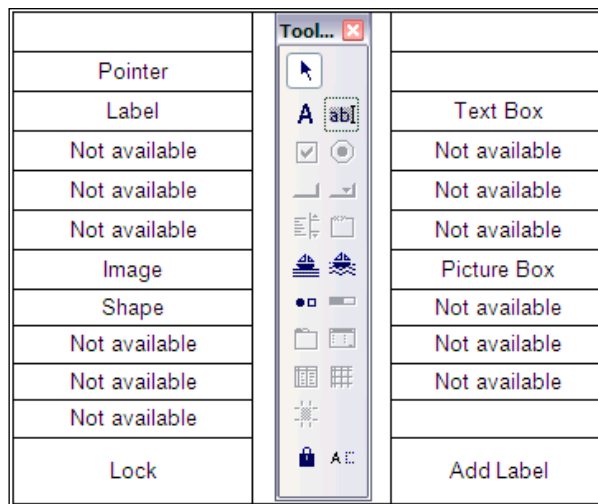 Tool...
Pointer
Label A abI Text Box
Not available Not available
Not available Not available
Not available Not available
Image Picture Box
Shape Not available
Not available Not available
Not available Not available
Not available
Lock A Add Label